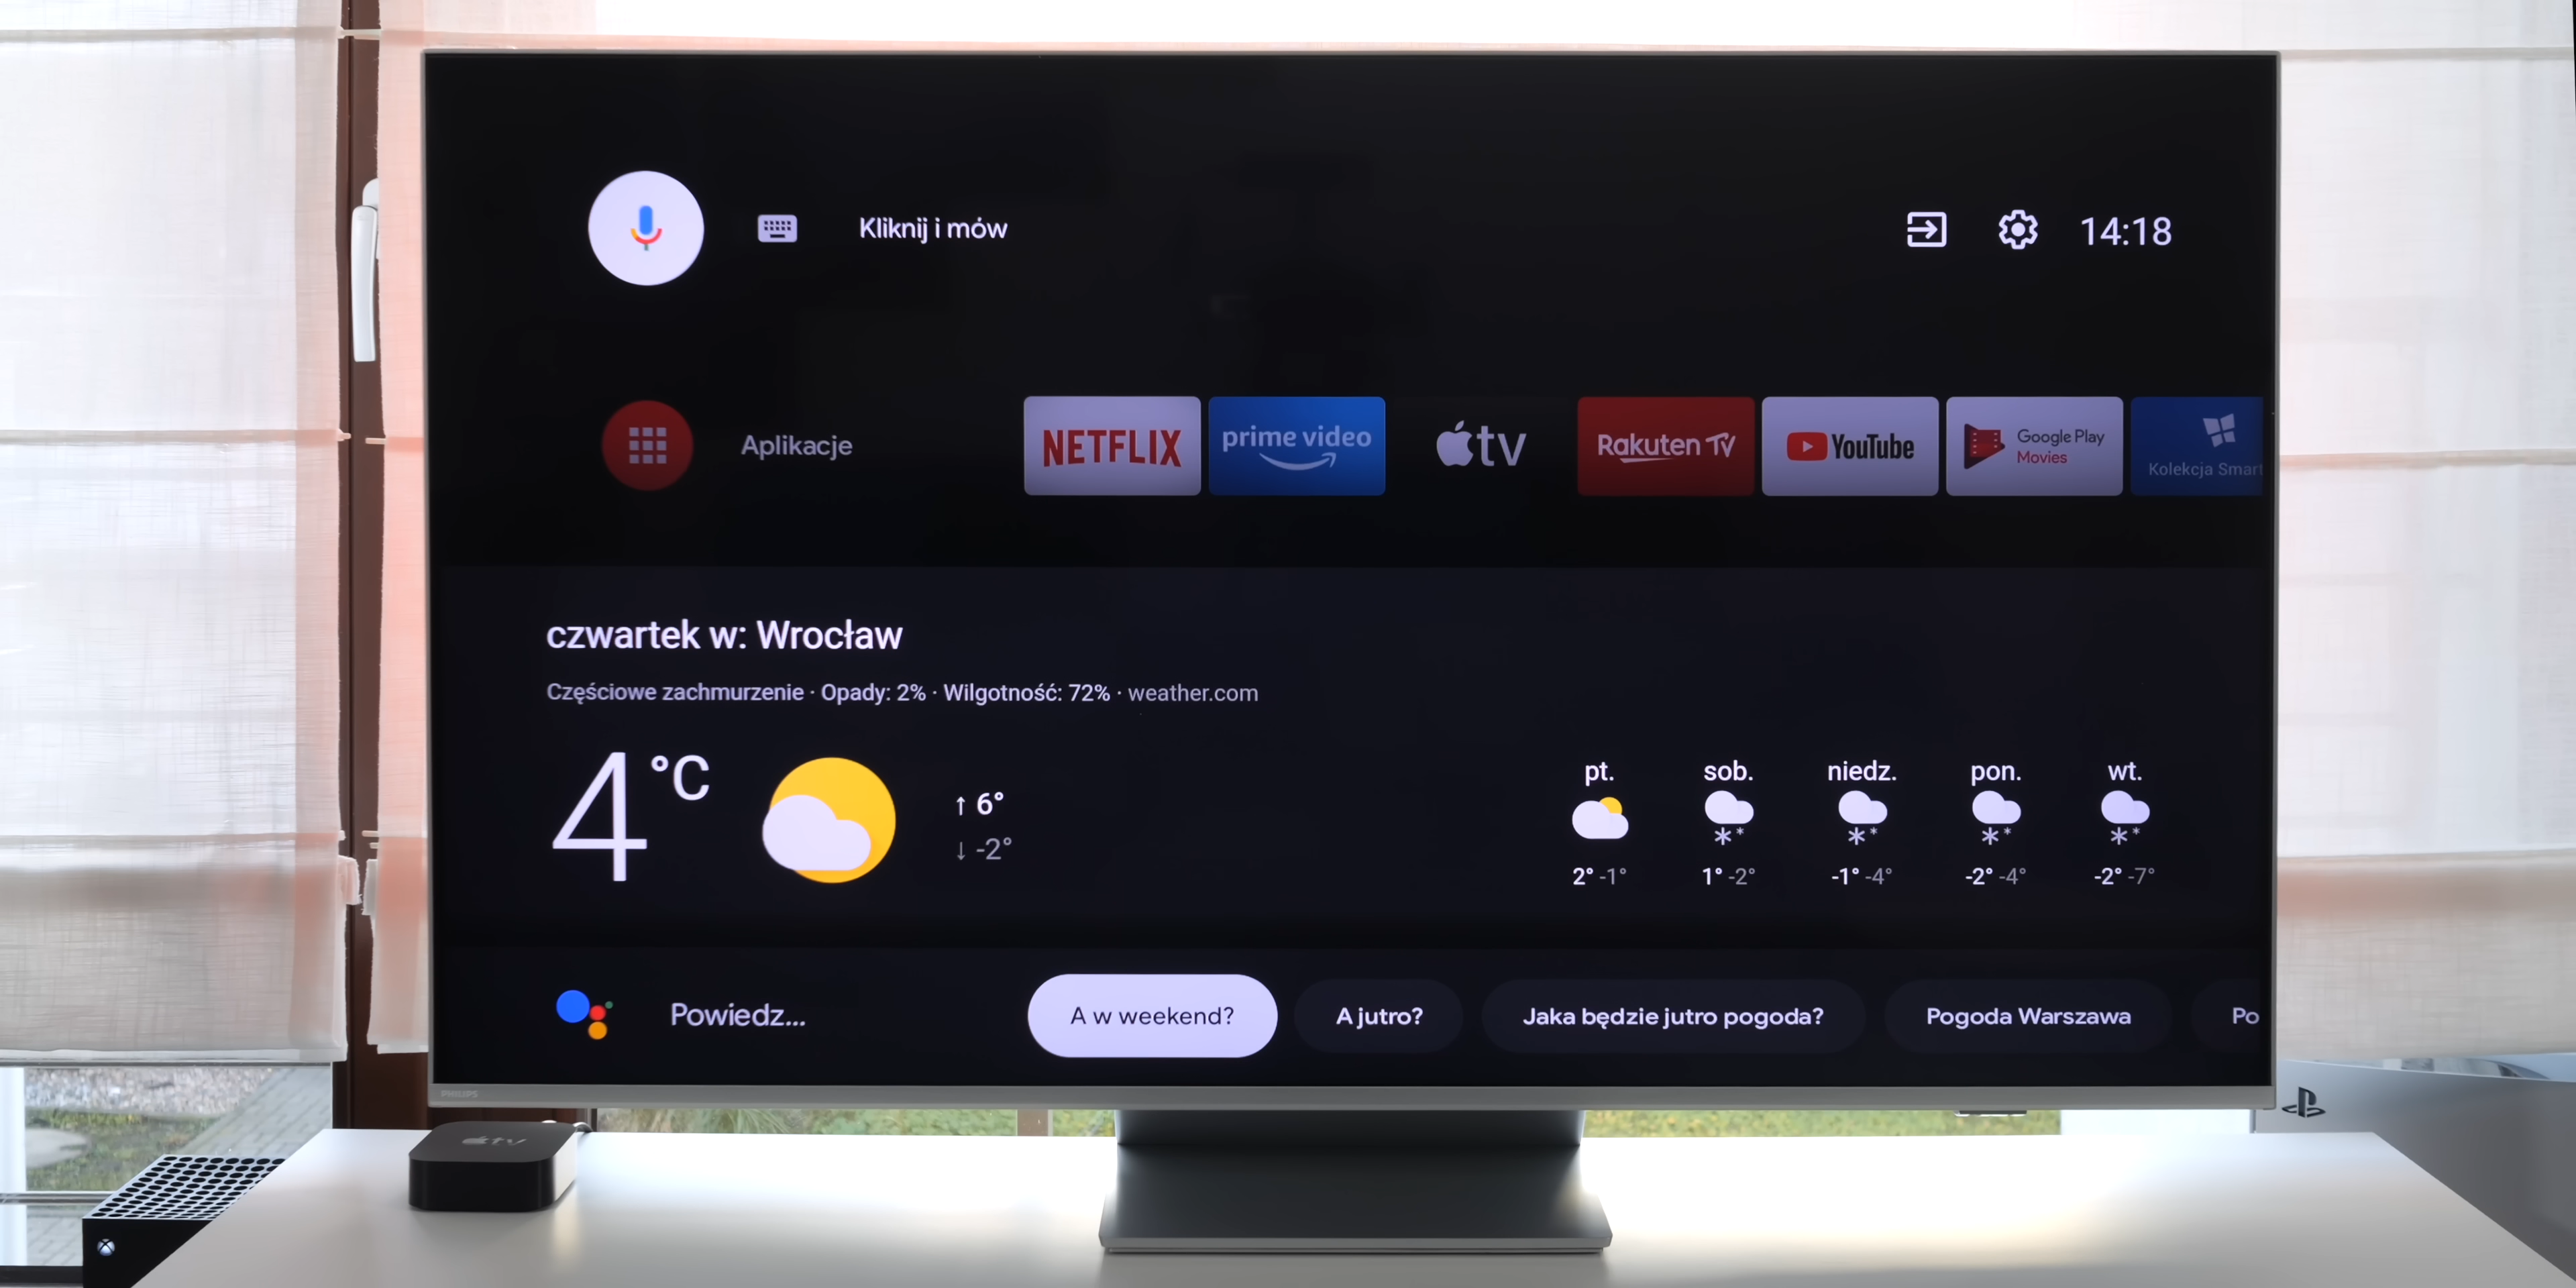 Kliknij i mów
14:18
Aplikacje
NETFLIX
prime video
tv
Rakuten TV
YouTube
Google Play
Movies
Kolekcja Smart
czwartek w: Wrocław
Częściowe zachmurzenie · Opady: 2% · Wilgotność: 72% · weather.com
4 °C
↑ 6°
↓ -2°
pt. sob. niedz. pon. wt.
2° -1° 1° -2° -1° -4° -2° -4° -2° -7°
Powiedz...
A w weekend?
A jutro?
Jaka będzie jutro pogoda?
Pogoda Warszawa
Po
PHILIPS
tv